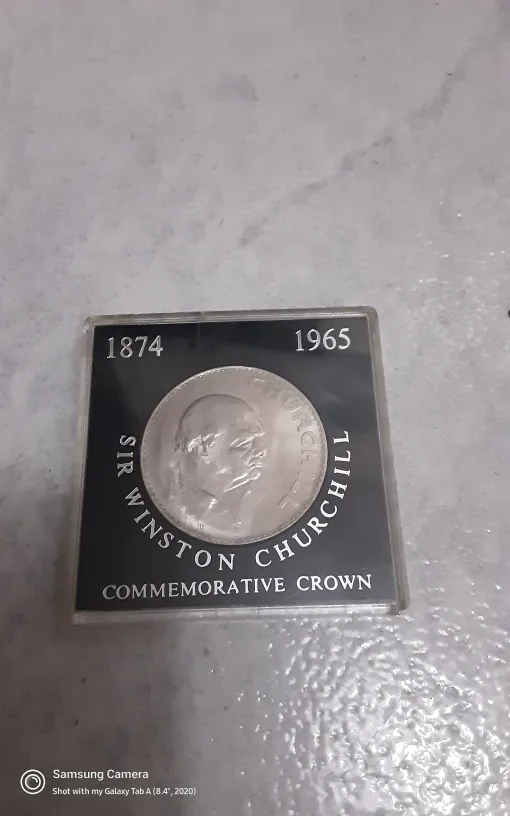 1874 1965
CHURCHILL
SIR WINSTON CHURCHILL
COMMEMORATIVE CROWN
Samsung Camera
Shot with my Galaxy Tab A (8.4", 2020)